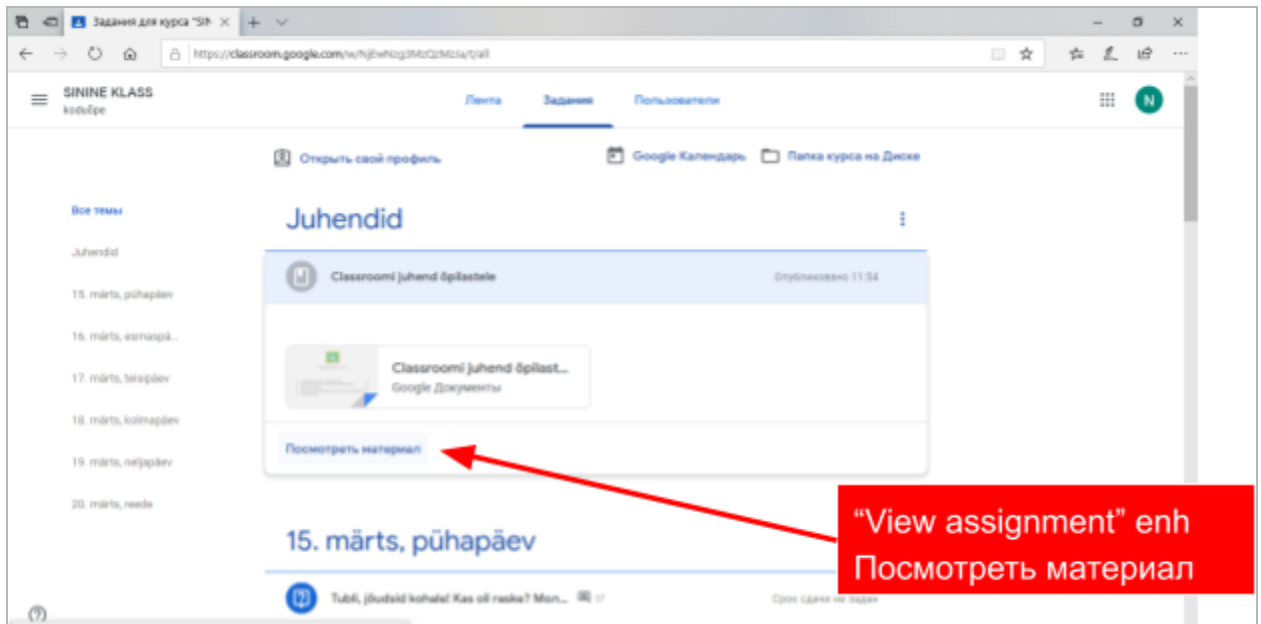 Задания для курса "SIN
https://classroom.google.com/w/
SININE KLASS
koduõpe
Лента
Задания
Пользователи
N
Открыть свой профиль
Google Календарь
Папка курса на Диске
Все темы
Juhendid
15. märts, pühapäev
16. märts, esmaspä...
17. märts, teisipäev
18. märts, kolmapäev
19. märts, neljapäev
20. märts, reede
Juhendid
Classroomi juhend õpilastele
Опубликовано 11:54
Classroomi juhend õpilast...
Google Документы
Посмотреть материал
“View assignment” enh
Посмотреть материал
15. märts, pühapäev
Tubli, jõudsid kohale! Kas oli raske? Mon...
Срок сдачи не задан